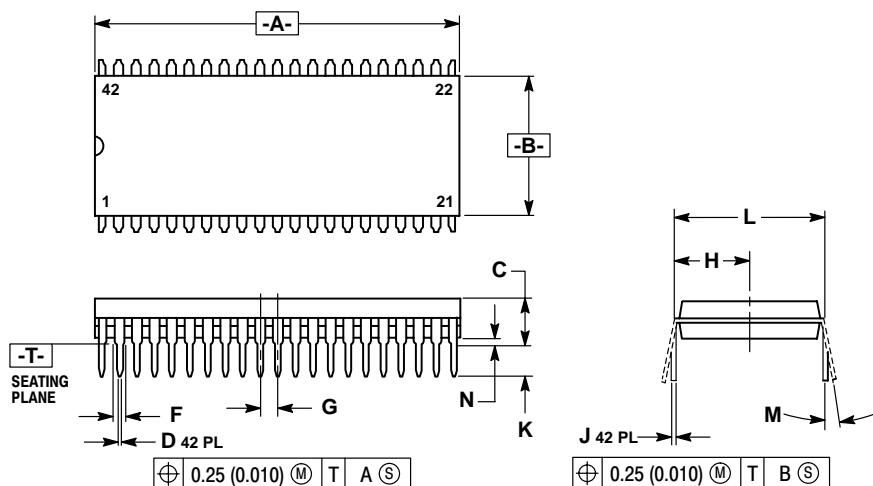 -A-
42 22
-B-
1 21
L
H
C
-T-
SEATING
PLANE
N
K
F
G
M
D 42 PL
J 42 PL
⌖ 0.25 (0.010) Ⓜ T A Ⓢ
⌖ 0.25 (0.010) Ⓜ T B Ⓢ